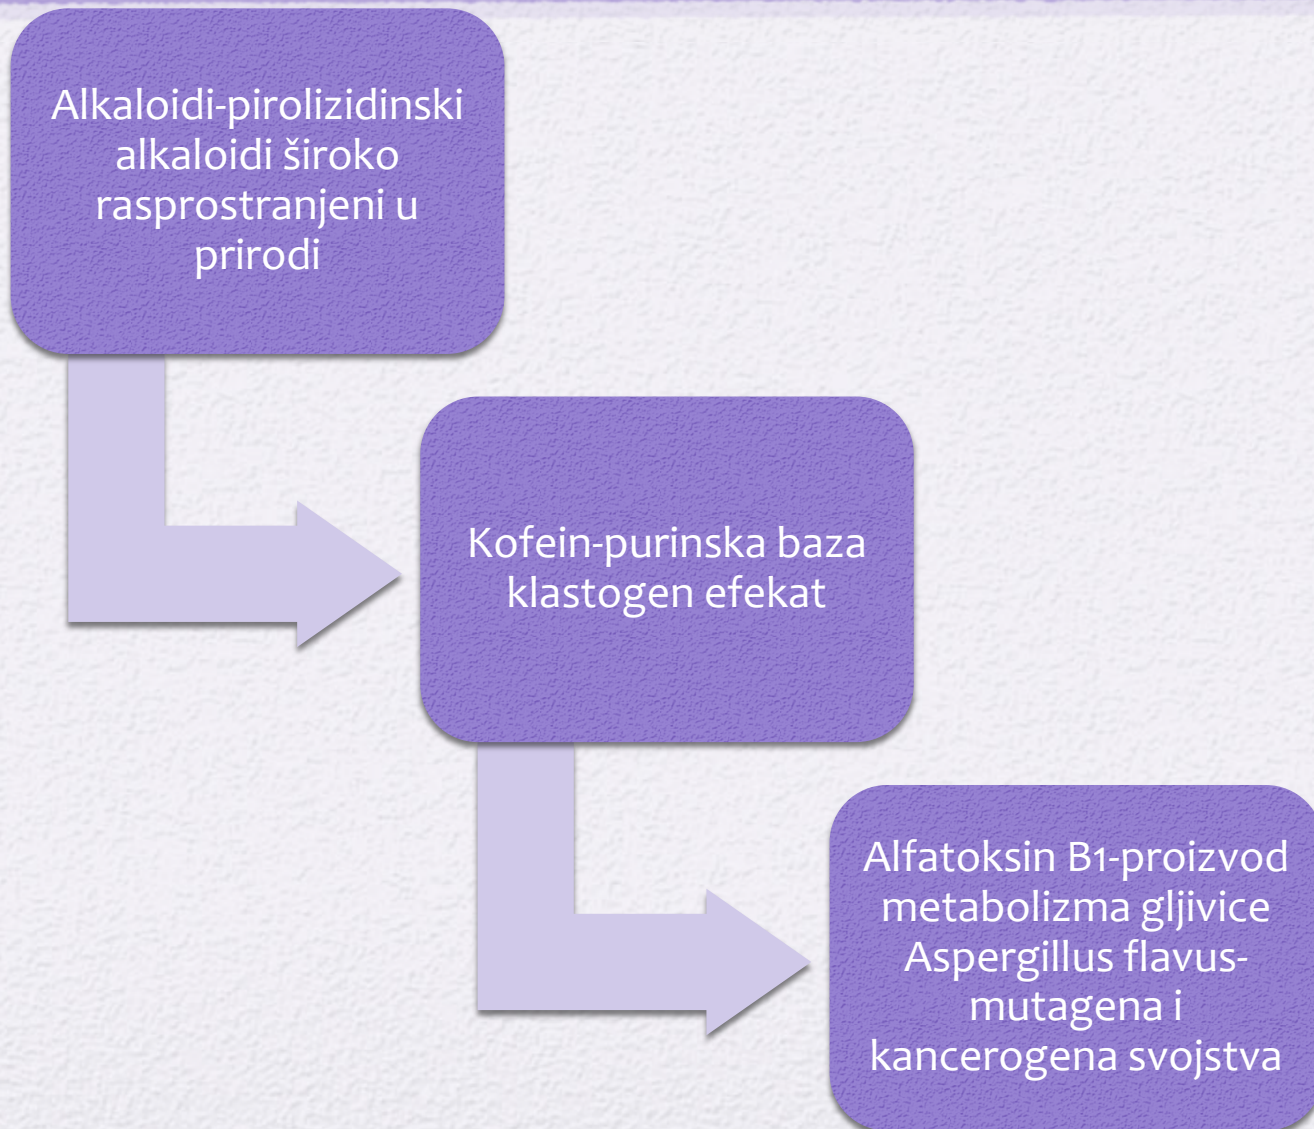 Alkaloidi-pirolizidinski
alkaloidi široko
rasprostranjeni u
prirodi
Kofein-purinska baza
klastogen efekat
Alfatoksin B1-proizvod
metabolizma gljivice
Aspergillus flavus-
mutagena i
kancerogena svojstva